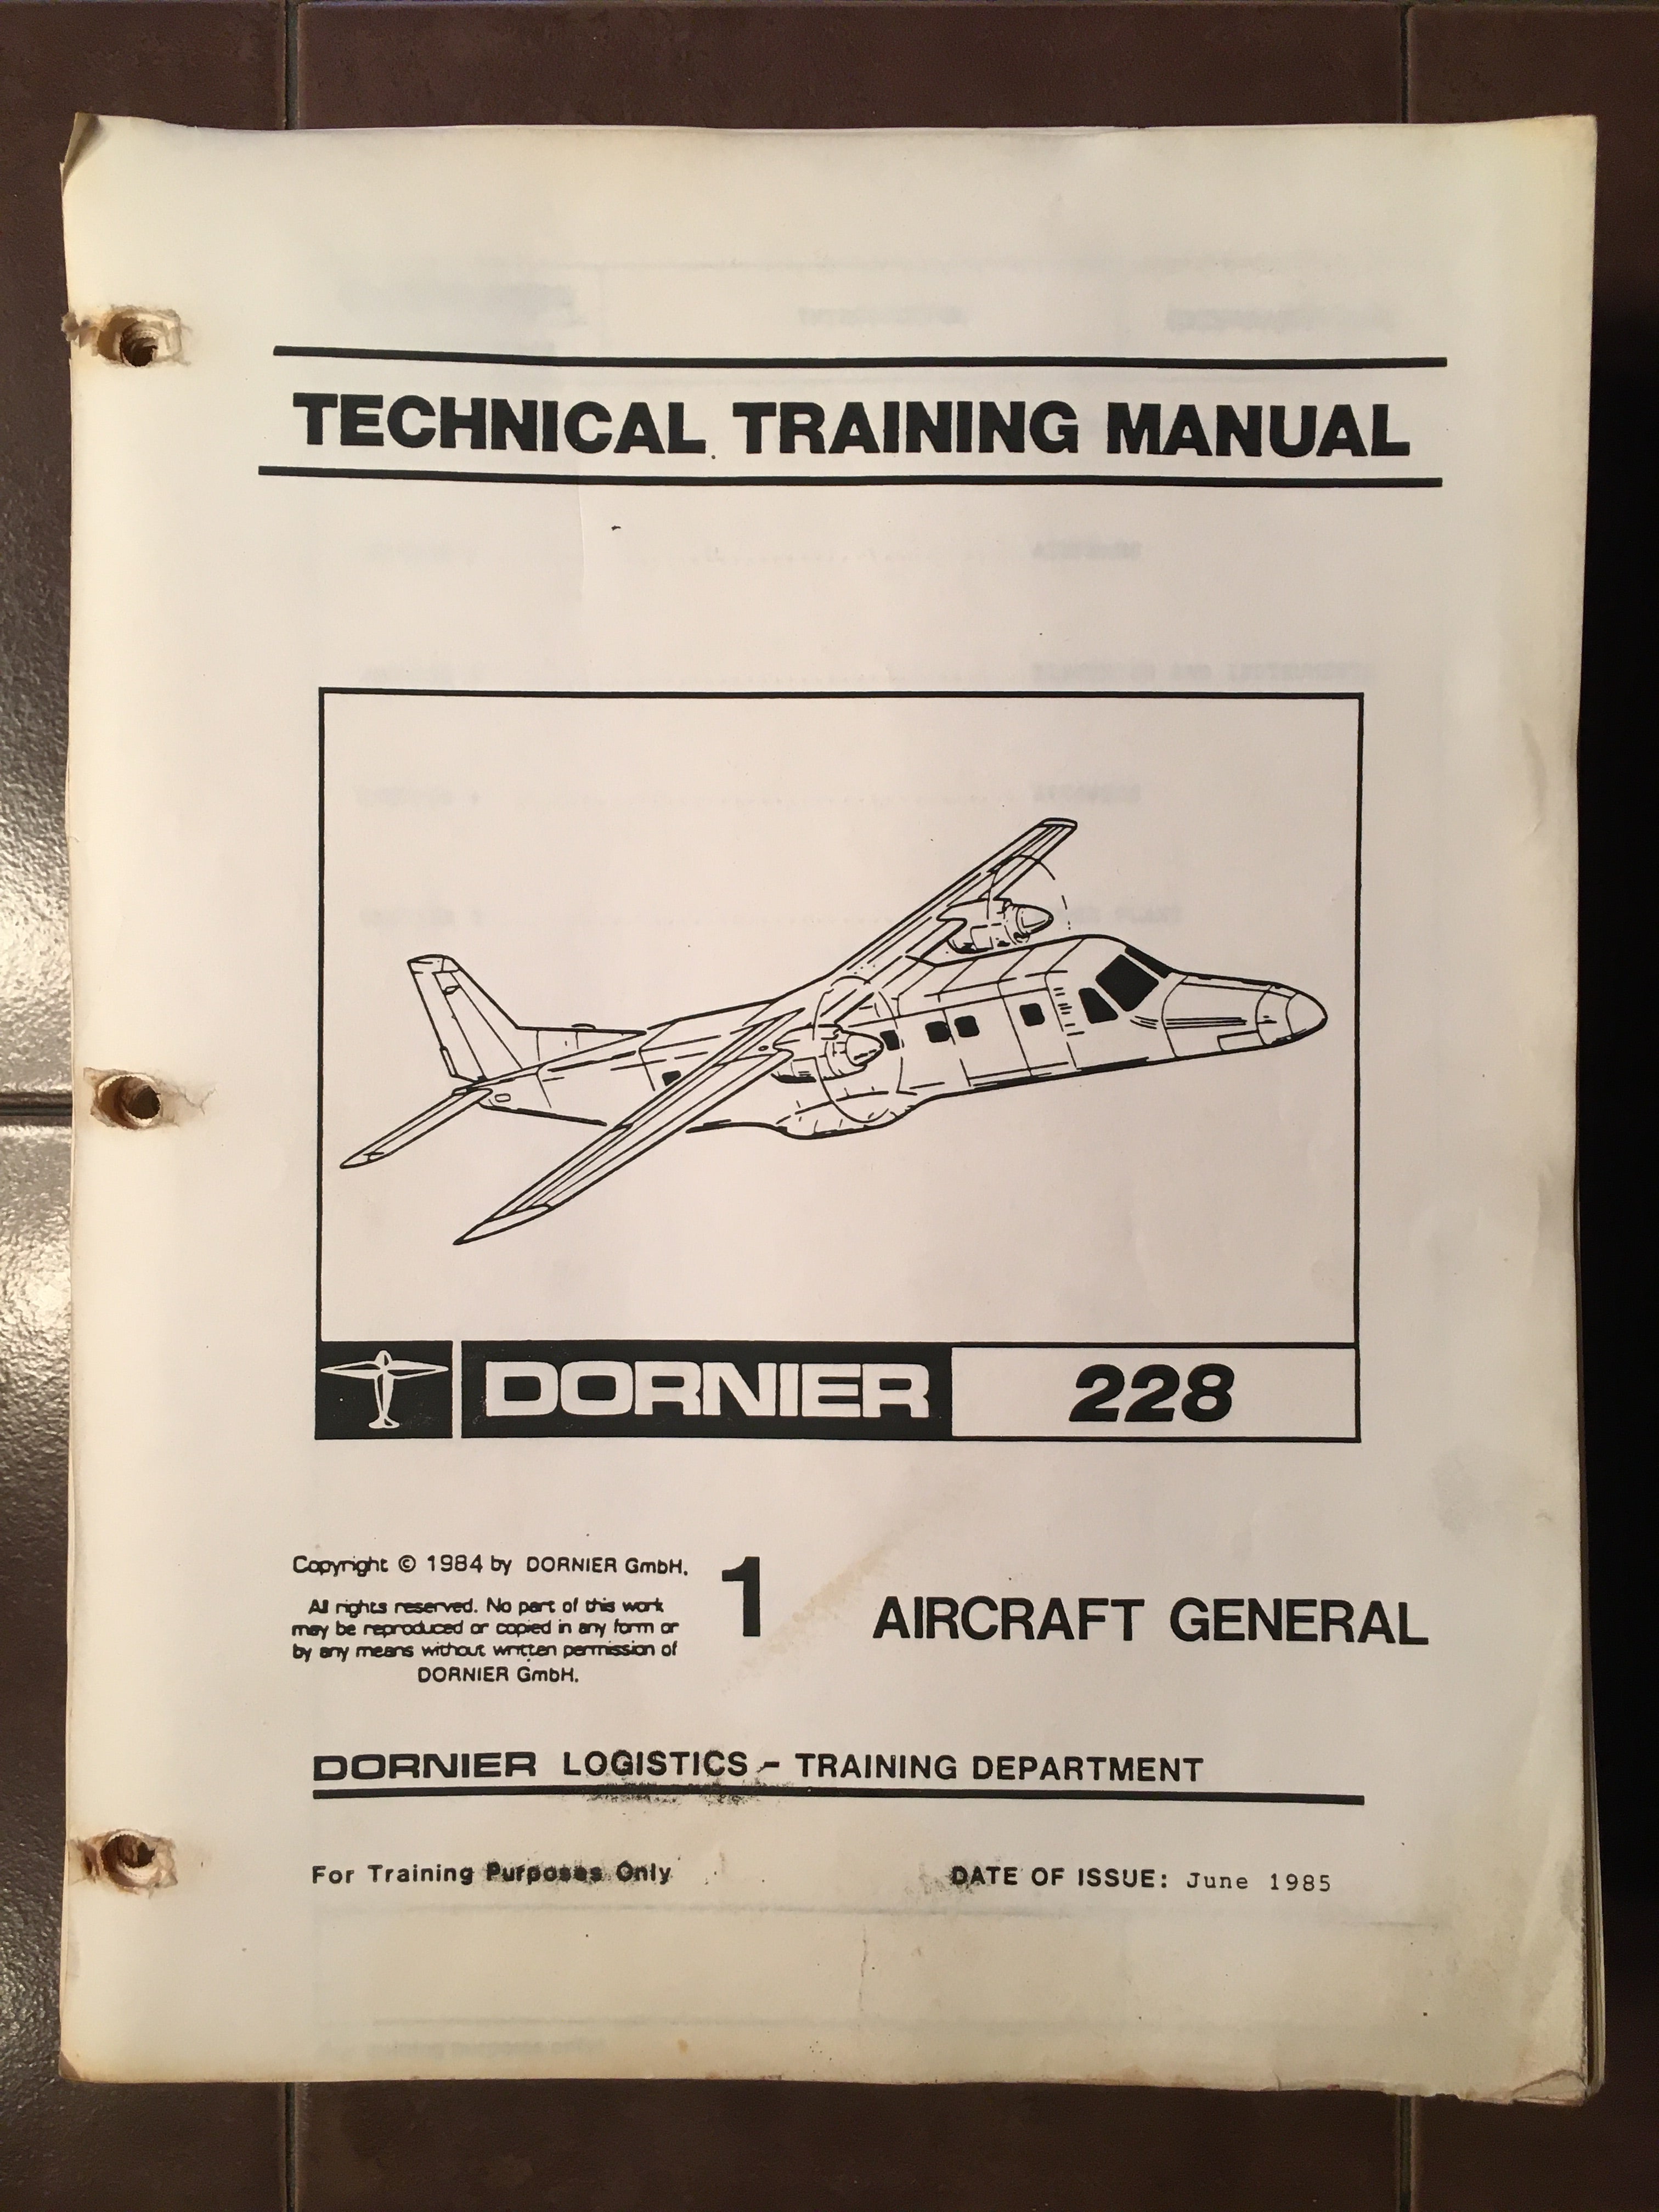 TECHNICAL TRAINING MANUAL
DORNIER 228
Copyright © 1984 by DORNIER GmbH.
All rights reserved. No part of this work
may be reproduced or copied in any form or
by any means without written permission of
DORNIER GmbH.
1 AIRCRAFT GENERAL
DORNIER LOGISTICS - TRAINING DEPARTMENT
For Training Purposes Only
DATE OF ISSUE: June 1985